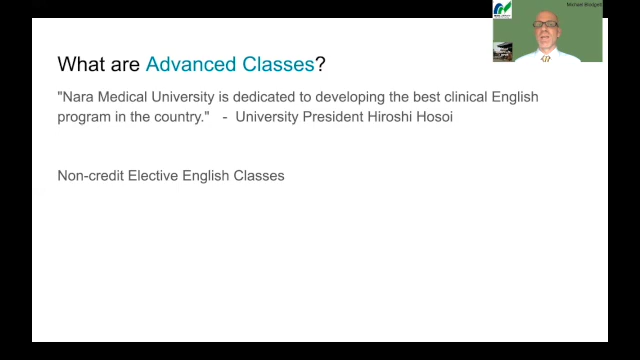 Michael Bridgett
What are Advanced Classes?
"Nara Medical University is dedicated to developing the best clinical English
program in the country." - University President Hiroshi Hosoi
Non-credit Elective English Classes